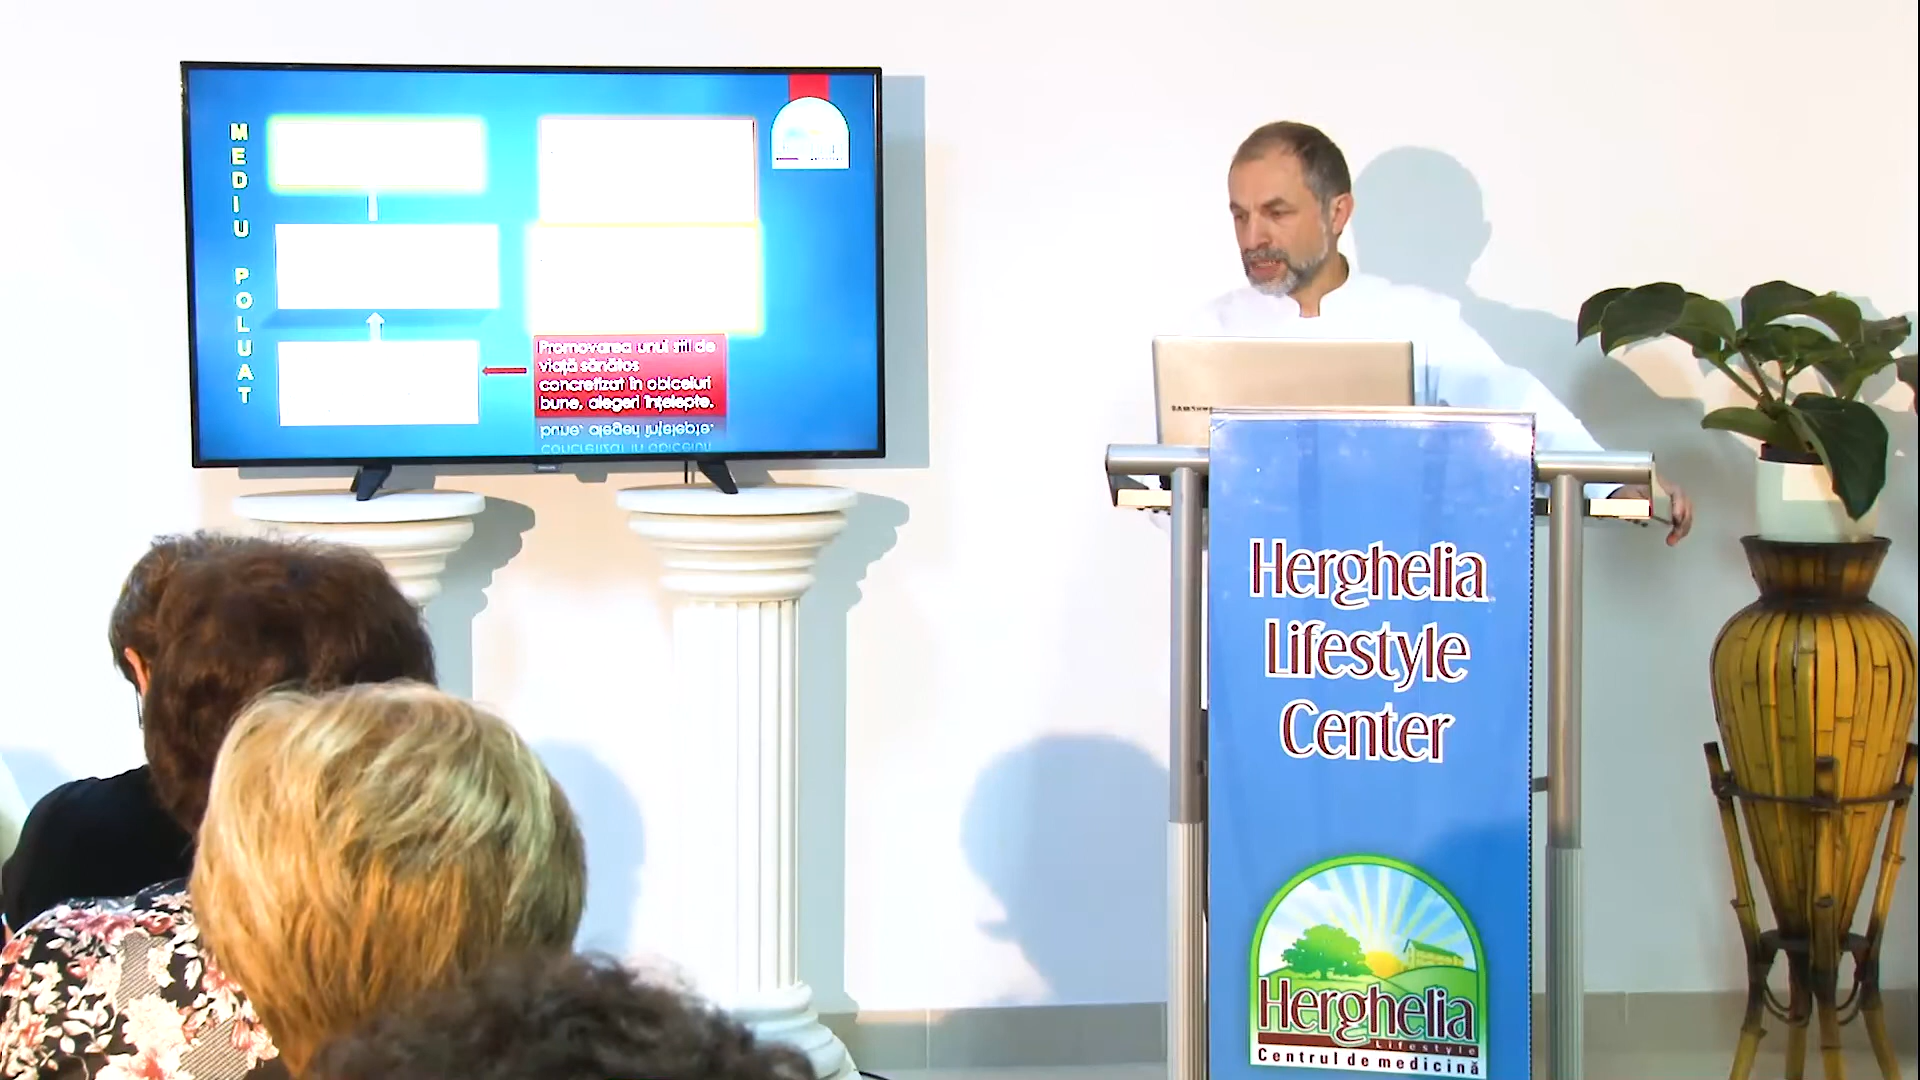 MEDIU POLUAT
Promovarea unui stil de
viață sănătos
concretizat în obiceiuri
bune, alegeri înțelepte.
SAMSUNG
Herghelia
Lifestyle
Center
Herghelia
Lifestyle
Centrul de medicină